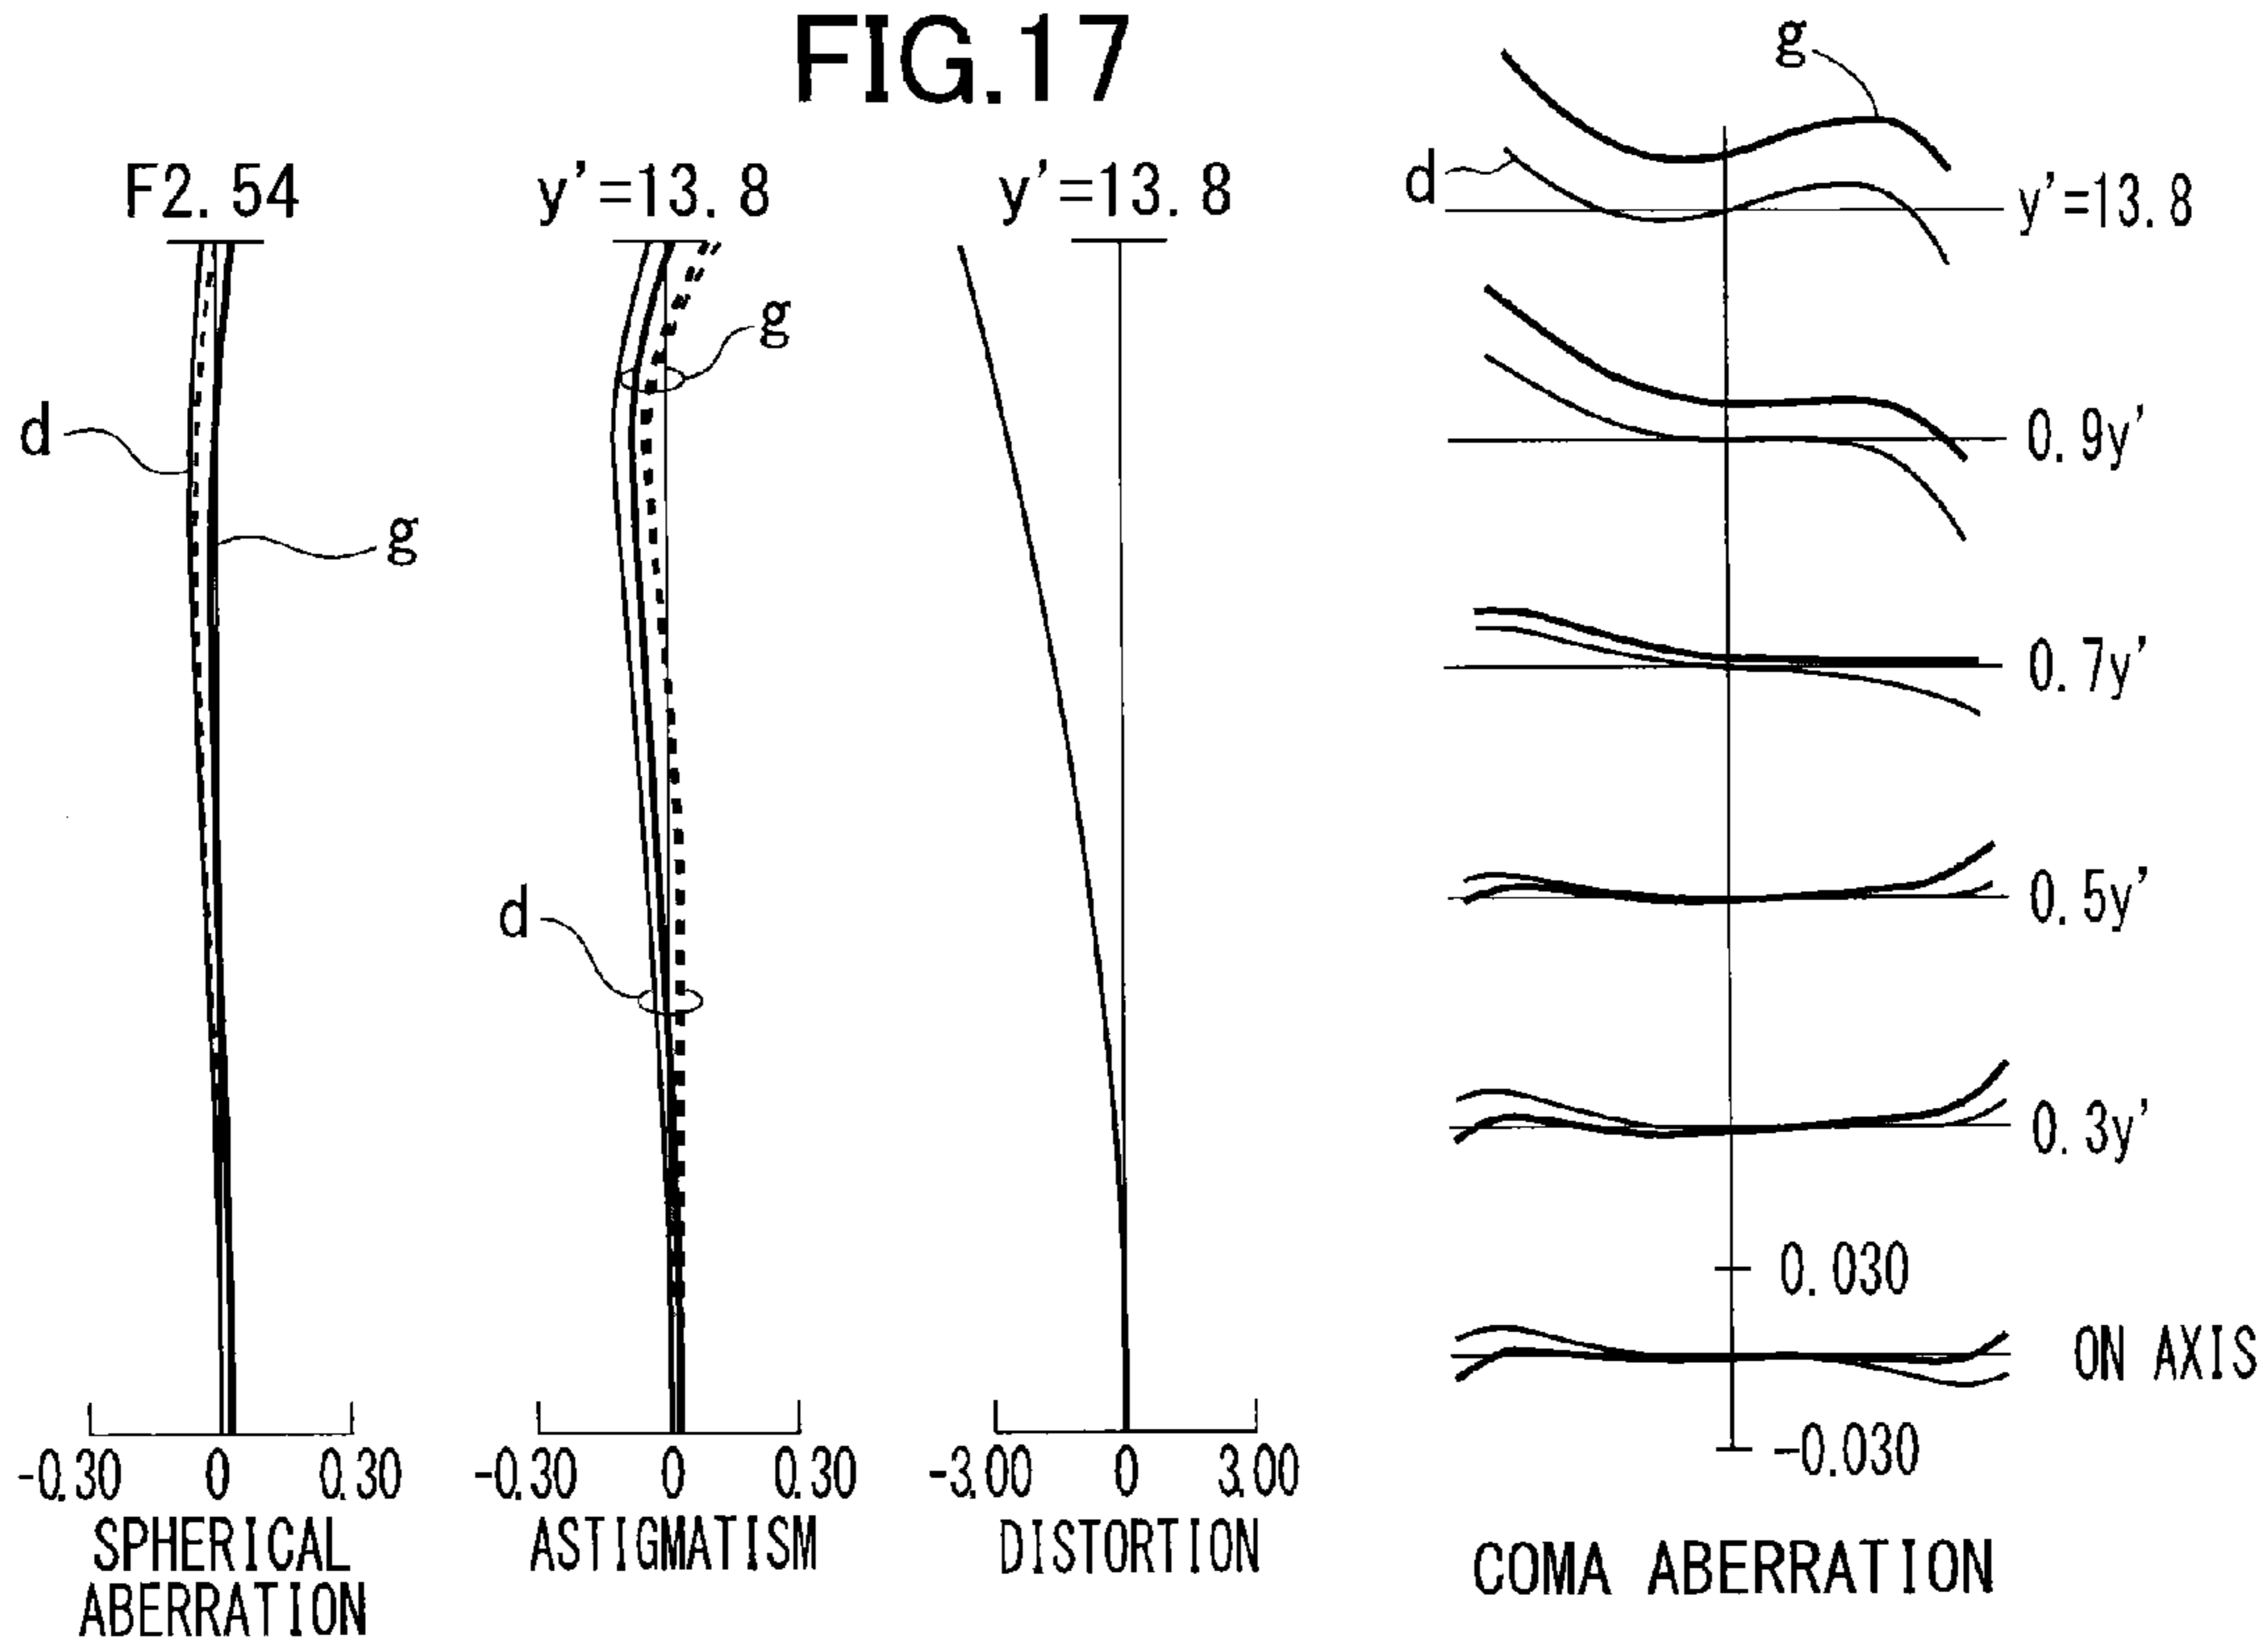 FIG.17
F2.54
d
g
-0.30 0 0.30
SPHERICAL
ABERRATION
y'=13.8
g
d
-0.30 0 0.30
ASTIGMATISM
y'=13.8
-3.00 0 3.00
DISTORTION
g
d
y'=13.8
0.9y'
0.7y'
0.5y'
0.3y'
0.030
ON AXIS
-0.030
COMA ABERRATION